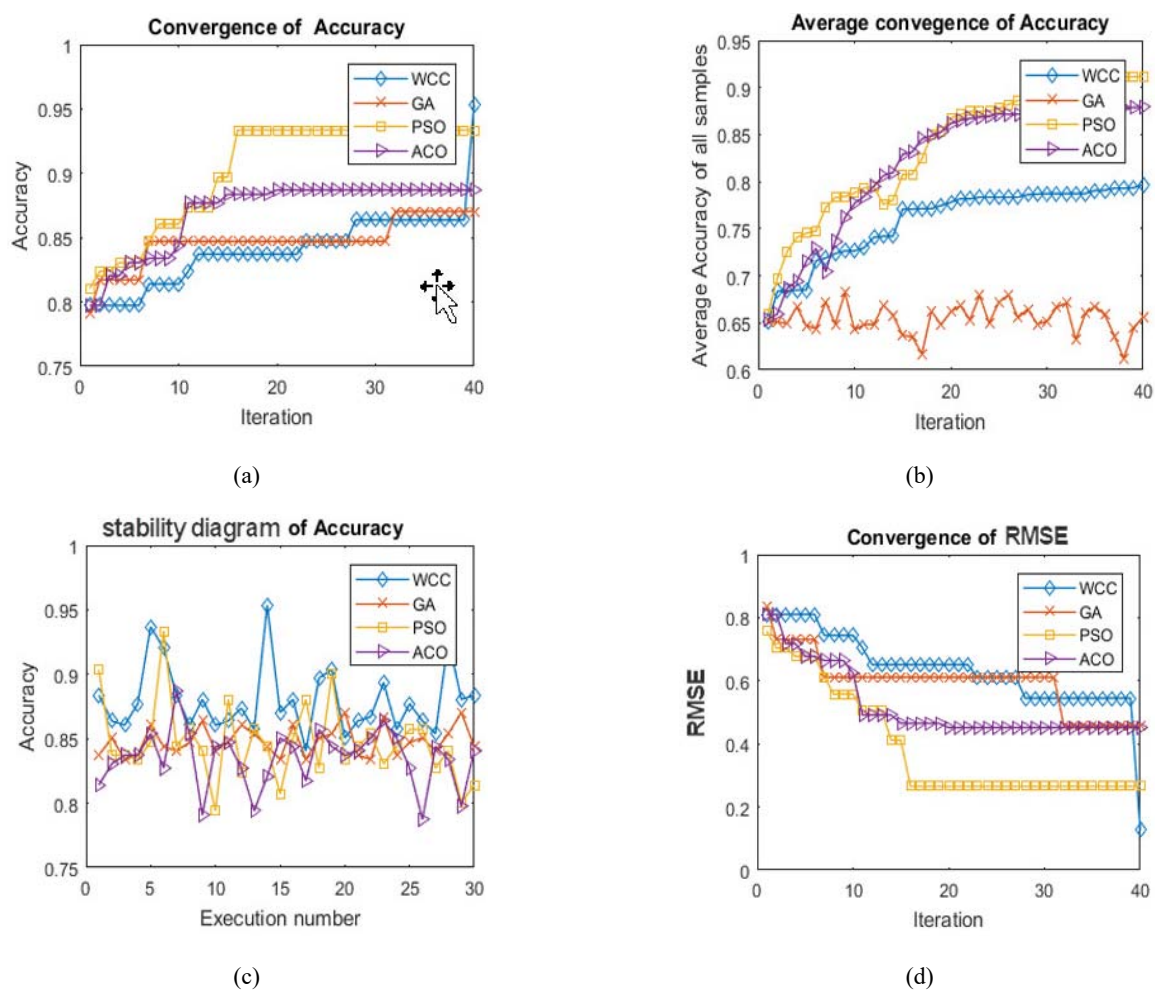 Convergence of Accuracy
Accuracy
1
0.95
0.9
0.85
0.8
0.75
0
10
20
30
40
Iteration
WCC
GA
PSO
ACO
(a)
Average convegence of Accuracy
Average Accuracy of all samples
0.95
0.9
0.85
0.8
0.75
0.7
0.65
0.6
0
10
20
30
40
Iteration
WCC
GA
PSO
ACO
(b)
stability diagram of Accuracy
Accuracy
1
0.95
0.9
0.85
0.8
0.75
0
5
10
15
20
25
30
Execution number
WCC
GA
PSO
ACO
(c)
Convergence of RMSE
RMSE
1
0.8
0.6
0.4
0.2
0
0
10
20
30
40
Iteration
WCC
GA
PSO
ACO
(d)